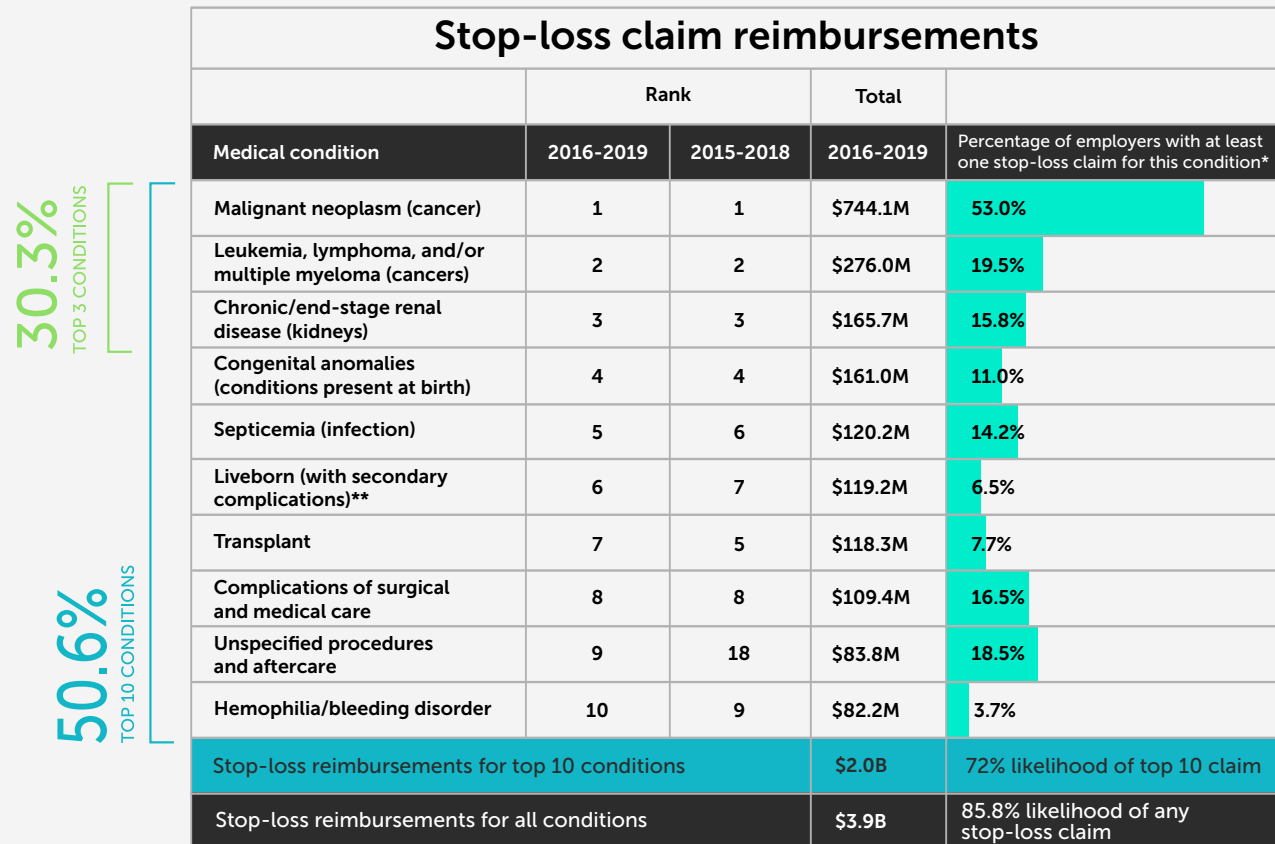 Stop-loss claim reimbursements
Rank
Total
Medical condition
2016-2019
2015-2018
2016-2019
Percentage of employers with at least
one stop-loss claim for this condition*
Malignant neoplasm (cancer)
1
1
$744.1M
53.0%
Leukemia, lymphoma, and/or
multiple myeloma (cancers)
2
2
$276.0M
19.5%
Chronic/end-stage renal
disease (kidneys)
3
3
$165.7M
15.8%
Congenital anomalies
(conditions present at birth)
4
4
$161.0M
11.0%
Septicemia (infection)
5
6
$120.2M
14.2%
Liveborn (with secondary
complications)**
6
7
$119.2M
6.5%
Transplant
7
5
$118.3M
7.7%
Complications of surgical
and medical care
8
8
$109.4M
16.5%
Unspecified procedures
and aftercare
9
18
$83.8M
18.5%
Hemophilia/bleeding disorder
10
9
$82.2M
3.7%
Stop-loss reimbursements for top 10 conditions
$2.0B
72% likelihood of top 10 claim
Stop-loss reimbursements for all conditions
$3.9B
85.8% likelihood of any
stop-loss claim
30.3%
TOP 3 CONDITIONS
50.6%
TOP 10 CONDITIONS